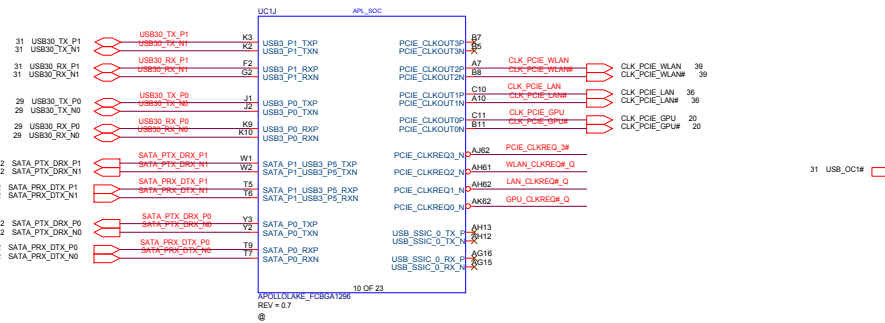 UC1J
APL_SOC
31 USB30_TX_P1 USB30_TX_P1 K3 USB3_P1_TXP
31 USB30_TX_N1 USB30_TX_N1 K2 USB3_P1_TXN
31 USB30_RX_P1 USB30_RX_P1 F2 USB3_P1_RXP
31 USB30_RX_N1 USB30_RX_N1 G2 USB3_P1_RXN
29 USB30_TX_P0 USB30_TX_P0 J1 USB3_P0_TXP
29 USB30_TX_N0 USB30_TX_N0 J2 USB3_P0_TXN
29 USB30_RX_P0 USB30_RX_P0 K9 USB3_P0_RXP
29 USB30_RX_N0 USB30_RX_N0 K10 USB3_P0_RXN
2 SATA_PTX_DRX_P1 SATA_PTX_DRX_P1 W1 SATA_P1_USB3_P5_TXP
2 SATA_PTX_DRX_N1 SATA_PTX_DRX_N1 W2 SATA_P1_USB3_P5_TXN
SATA_PRX_DTX_P1 SATA_PRX_DTX_P1 T5 SATA_P1_USB3_P5_RXP
SATA_PRX_DTX_N1 SATA_PRX_DTX_N1 T6 SATA_P1_USB3_P5_RXN
2 SATA_PTX_DRX_P0 SATA_PTX_DRX_P0 Y3 SATA_P0_TXP
2 SATA_PTX_DRX_N0 SATA_PTX_DRX_N0 Y2 SATA_P0_TXN
SATA_PRX_DTX_P0 SATA_PRX_DTX_P0 T9 SATA_P0_RXP
SATA_PRX_DTX_N0 SATA_PRX_DTX_N0 T7 SATA_P0_RXN
PCIE_CLKOUT3P B7
PCIE_CLKOUT3N B5
PCIE_CLKOUT2P A7 CLK_PCIE_WLAN CLK_PCIE_WLAN 39
PCIE_CLKOUT2N B8 CLK_PCIE_WLAN# CLK_PCIE_WLAN# 39
PCIE_CLKOUT1P C10 CLK_PCIE_LAN CLK_PCIE_LAN 36
PCIE_CLKOUT1N A10 CLK_PCIE_LAN# CLK_PCIE_LAN# 36
PCIE_CLKOUT0P C11 CLK_PCIE_GPU CLK_PCIE_GPU 20
PCIE_CLKOUT0N B11 CLK_PCIE_GPU# CLK_PCIE_GPU# 20
PCIE_CLKREQ3_N AJ62 PCIE_CLKREQ_3#
PCIE_CLKREQ2_N AH61 WLAN_CLKREQ#_Q
PCIE_CLKREQ1_N AH62 LAN_CLKREQ#_Q
PCIE_CLKREQ0_N AK62 GPU_CLKREQ#_Q
USB_SSIC_0_TX_P AH13
USB_SSIC_0_TX_N AH12
USB_SSIC_0_RX_P AG16
USB_SSIC_0_RX_N AG15
10 OF 23
APOLLOLAKE_FCBGA1296
REV = 0.7
@
31 USB_OC1#